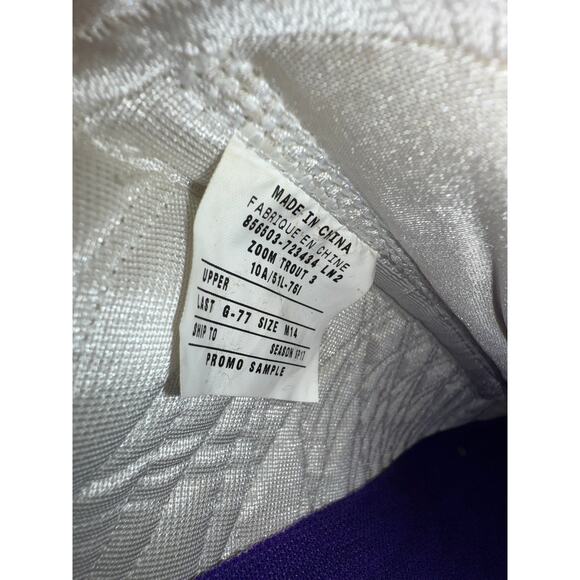 MADE IN CHINA
FABRIQUE EN CHINE
856503-723434 LN2
ZOOM TROUT 3
10A/51L-76I
UPPER
LAST G-77 SIZE M14
SHIP TO SEASON SP17
PROMO SAMPLE